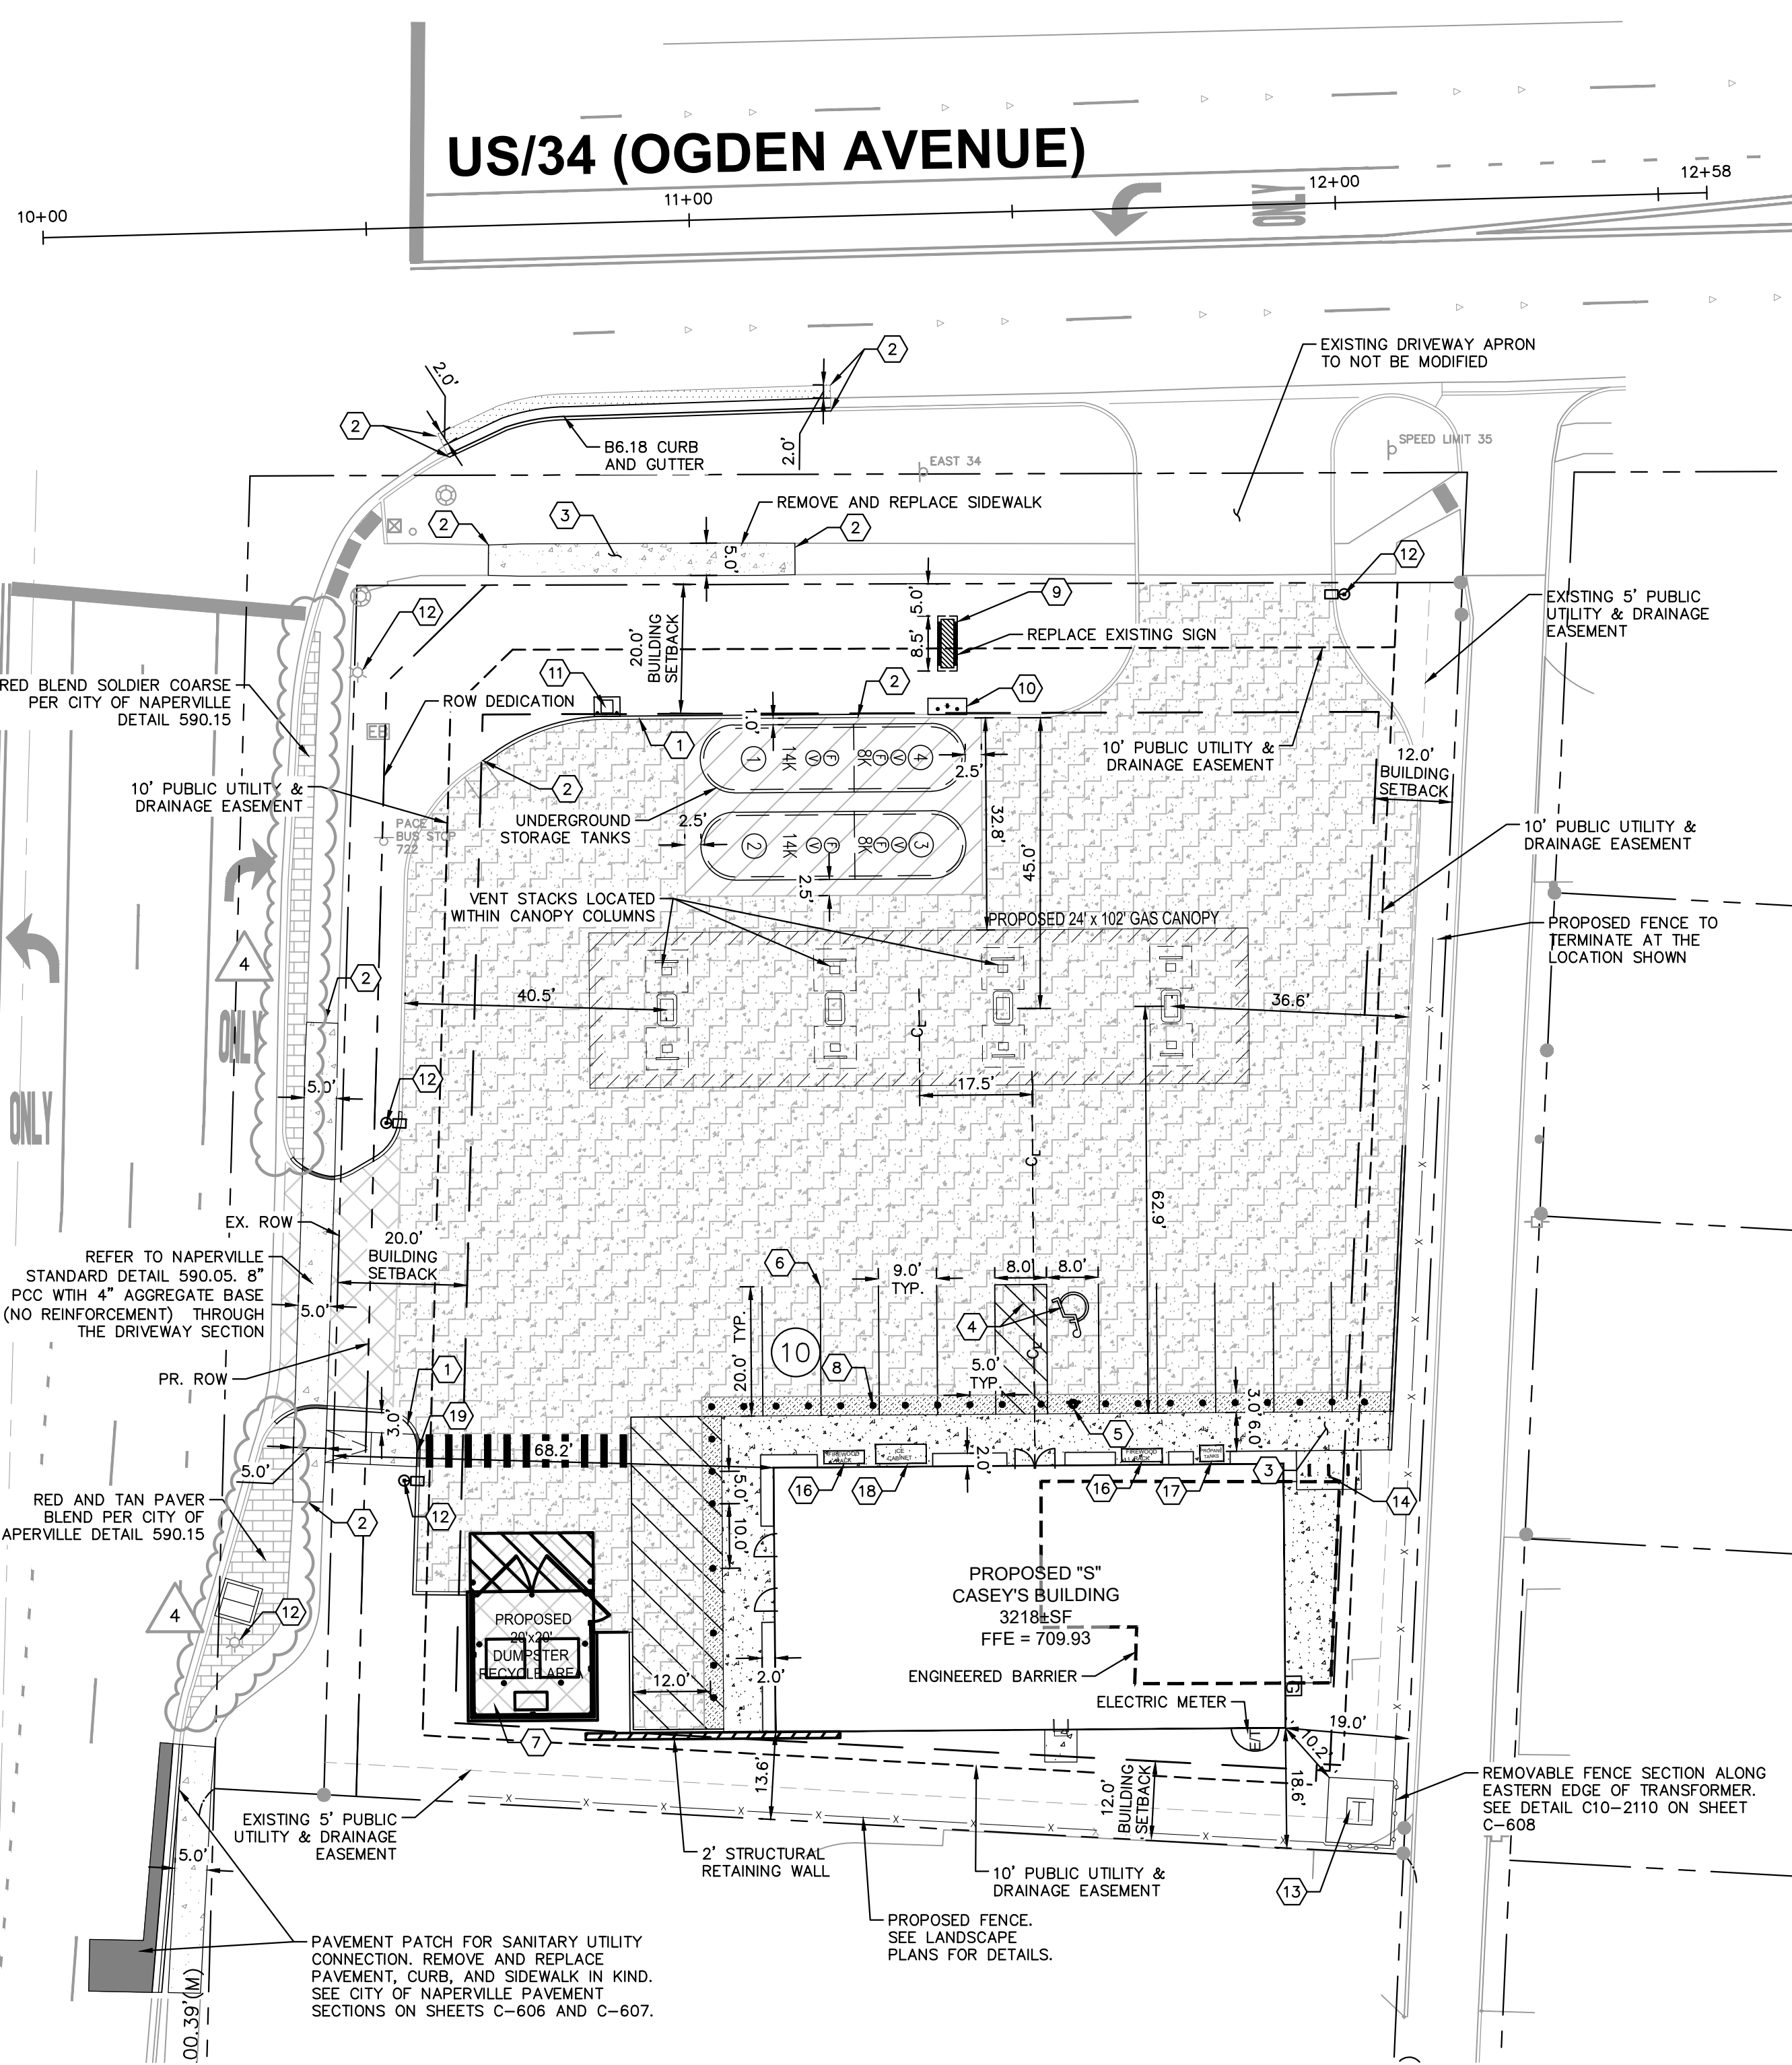 US/34 (OGDEN AVENUE)
10+00
11+00
12+00
12+58
ONLY
2
EXISTING DRIVEWAY APRON
TO NOT BE MODIFIED
2.0'
2
B6.18 CURB
AND GUTTER
2.0'
SPEED LIMIT 35
EAST 34
REMOVE AND REPLACE SIDEWALK
2
3
2
5.0'
12
12
20.0'
BUILDING
SETBACK
5.0'
8.5'
9
REPLACE EXISTING SIGN
EXISTING 5' PUBLIC
UTILITY & DRAINAGE
EASEMENT
RED BLEND SOLDIER COARSE
PER CITY OF NAPERVILLE
DETAIL 590.15
ROW DEDICATION
11
2
10
EB
1
1.0'
10' PUBLIC UTILITY &
DRAINAGE EASEMENT
12.0'
BUILDING
SETBACK
10' PUBLIC UTILITY &
DRAINAGE EASEMENT
2
1
14K
V
F
8K
F
V
4
2.5'
UNDERGROUND
STORAGE TANKS
2.5'
PACE
BUS STOP
722
2
14K
V
F
8K
F
V
3
2.5'
32.8'
45.0'
10' PUBLIC UTILITY &
DRAINAGE EASEMENT
VENT STACKS LOCATED
WITHIN CANOPY COLUMNS
PROPOSED 24' x 102' GAS CANOPY
PROPOSED FENCE TO
TERMINATE AT THE
LOCATION SHOWN
4
2
40.5'
36.6'
ONLY
ONLY
CL
5.0'
12
17.5'
CL
62.9'
EX. ROW
20.0'
BUILDING
SETBACK
REFER TO NAPERVILLE
STANDARD DETAIL 590.05. 8"
PCC WTIH 4" AGGREGATE BASE
(NO REINFORCEMENT) THROUGH
THE DRIVEWAY SECTION
5.0'
6
9.0'
TYP.
8.0'
8.0'
4
20.0' TYP.
10
8
5.0'
TYP.
CL
PR. ROW
1
3.0'
19
3.0'
6.0'
5
68.2'
5.0'
FIREWOOD
RACK
ICE
CABINET
2.0'
FIREWOOD
RACK
PROPANE
TANKS
3
16
18
16
17
14
RED AND TAN PAVER
BLEND PER CITY OF
APERVILLE DETAIL 590.15
2
12
5.0'
10.0'
PROPOSED "S"
CASEY'S BUILDING
3218±SF
FFE = 709.93
4
12
PROPOSED
20'x20'
DUMPSTER
RECYCLE AREA
12.0'
2.0'
ENGINEERED BARRIER
ELECTRIC METER
G
E/T
7
19.0'
10.2'
18.6'
13.6'
12.0'
BUILDING
SETBACK
T
REMOVABLE FENCE SECTION ALONG
EASTERN EDGE OF TRANSFORMER.
SEE DETAIL C10-2110 ON SHEET
C-608
EXISTING 5' PUBLIC
UTILITY & DRAINAGE
EASEMENT
5.0'
2' STRUCTURAL
RETAINING WALL
10' PUBLIC UTILITY &
DRAINAGE EASEMENT
13
PROPOSED FENCE.
SEE LANDSCAPE
PLANS FOR DETAILS.
PAVEMENT PATCH FOR SANITARY UTILITY
CONNECTION. REMOVE AND REPLACE
PAVEMENT, CURB, AND SIDEWALK IN KIND.
SEE CITY OF NAPERVILLE PAVEMENT
SECTIONS ON SHEETS C-606 AND C-607.
00.39'(M)